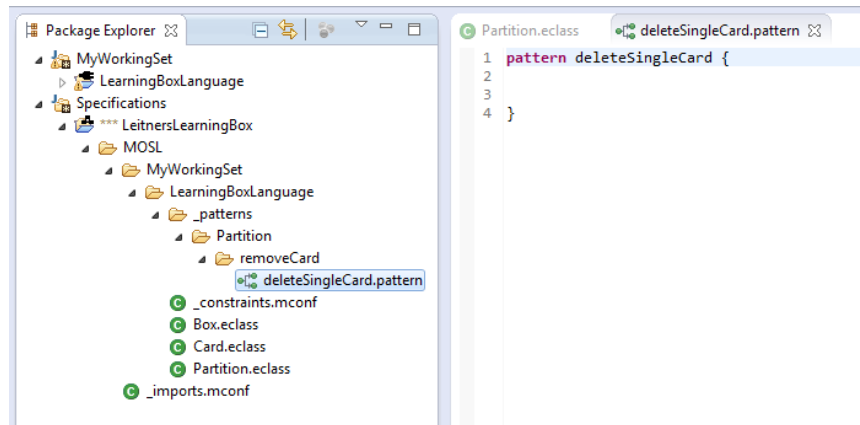 Package Explorer
MyWorkingSet
LearningBoxLanguage
Specifications
*** LeitnersLearningBox
MOSL
MyWorkingSet
LearningBoxLanguage
_patterns
Partition
removeCard
deleteSingleCard.pattern
_constraints.mconf
Box.eclass
Card.eclass
Partition.eclass
_imports.mconf
Partition.eclass deleteSingleCard.pattern
1 pattern deleteSingleCard {
2
3
4 }